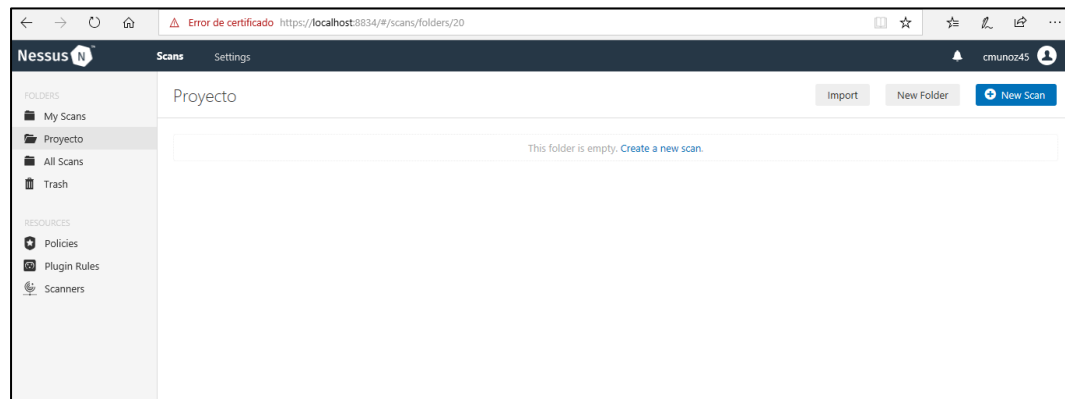 Error de certificado https://localhost:8834/#/scans/folders/20
Nessus N Scans Settings cmunoz45
FOLDERS
My Scans
Proyecto
All Scans
Trash
RESOURCES
Policies
Plugin Rules
Scanners
Proyecto
Import New Folder New Scan
This folder is empty. Create a new scan.